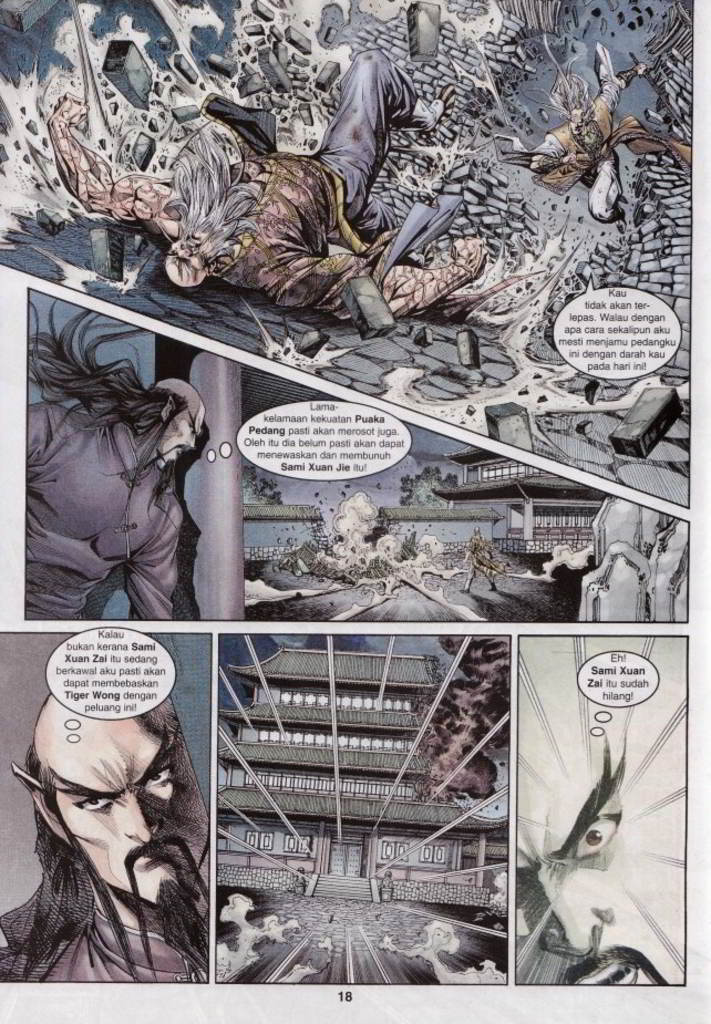 Kau
tidak akan ter-
lepas. Walau dengan
apa cara sekalipun aku
mesti menjamu pedangku
ini dengan darah kau
pada hari ini!
Lama-
kelamaan kekuatan Puaka
Pedang pasti akan merosot juga.
Oleh itu dia belum pasti akan dapat
menewaskan dan membunuh
Sami Xuan Jie itu!
Kalau
bukan kerana Sami
Xuan Zai itu sedang
berkawal aku pasti akan
dapat membebaskan
Tiger Wong dengan
peluang ini!
Eh!
Sami Xuan
Zai itu sudah
hilang!
18